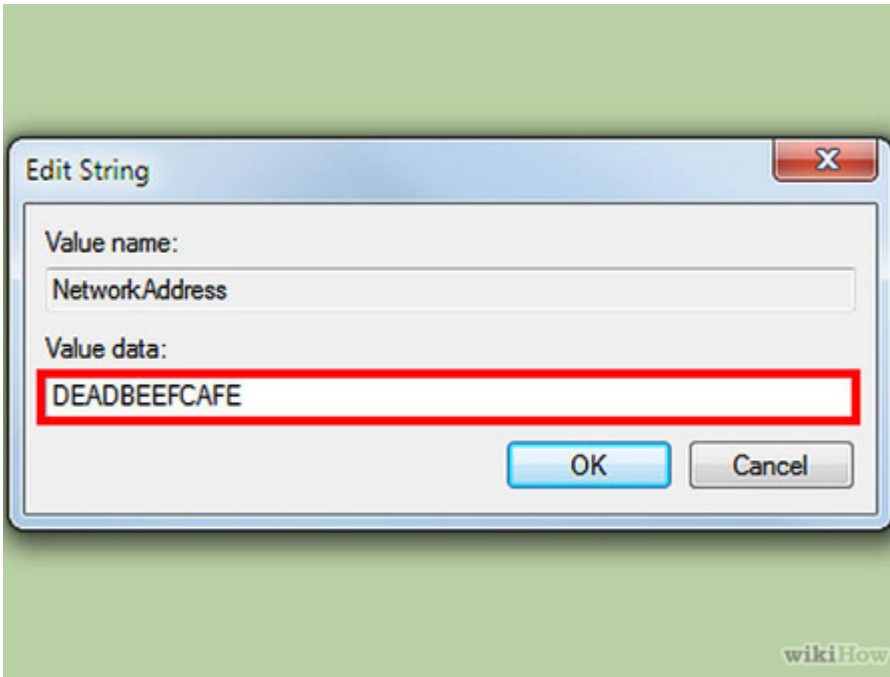 Edit String
Value name:
NetworkAddress
Value data:
DEADBEEFCAFE
OK Cancel
wikiHow